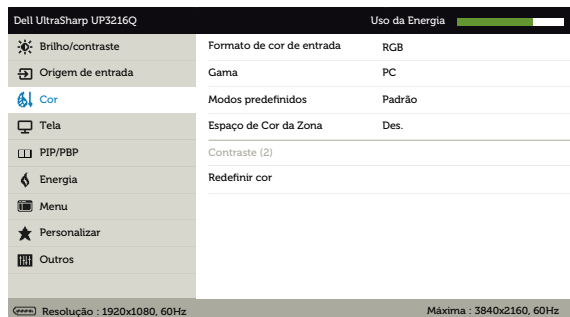 Dell UltraSharp UP3216Q Uso da Energia
Brilho/contraste
Origem de entrada
Cor
Tela
PIP/PBP
Energia
Menu
Personalizar
Outros
Formato de cor de entrada RGB
Gama PC
Modos predefinidos Padrão
Espaço de Cor da Zona Des.
Contraste (2)
Redefinir cor
Resolução : 1920x1080, 60Hz Máxima : 3840x2160, 60Hz